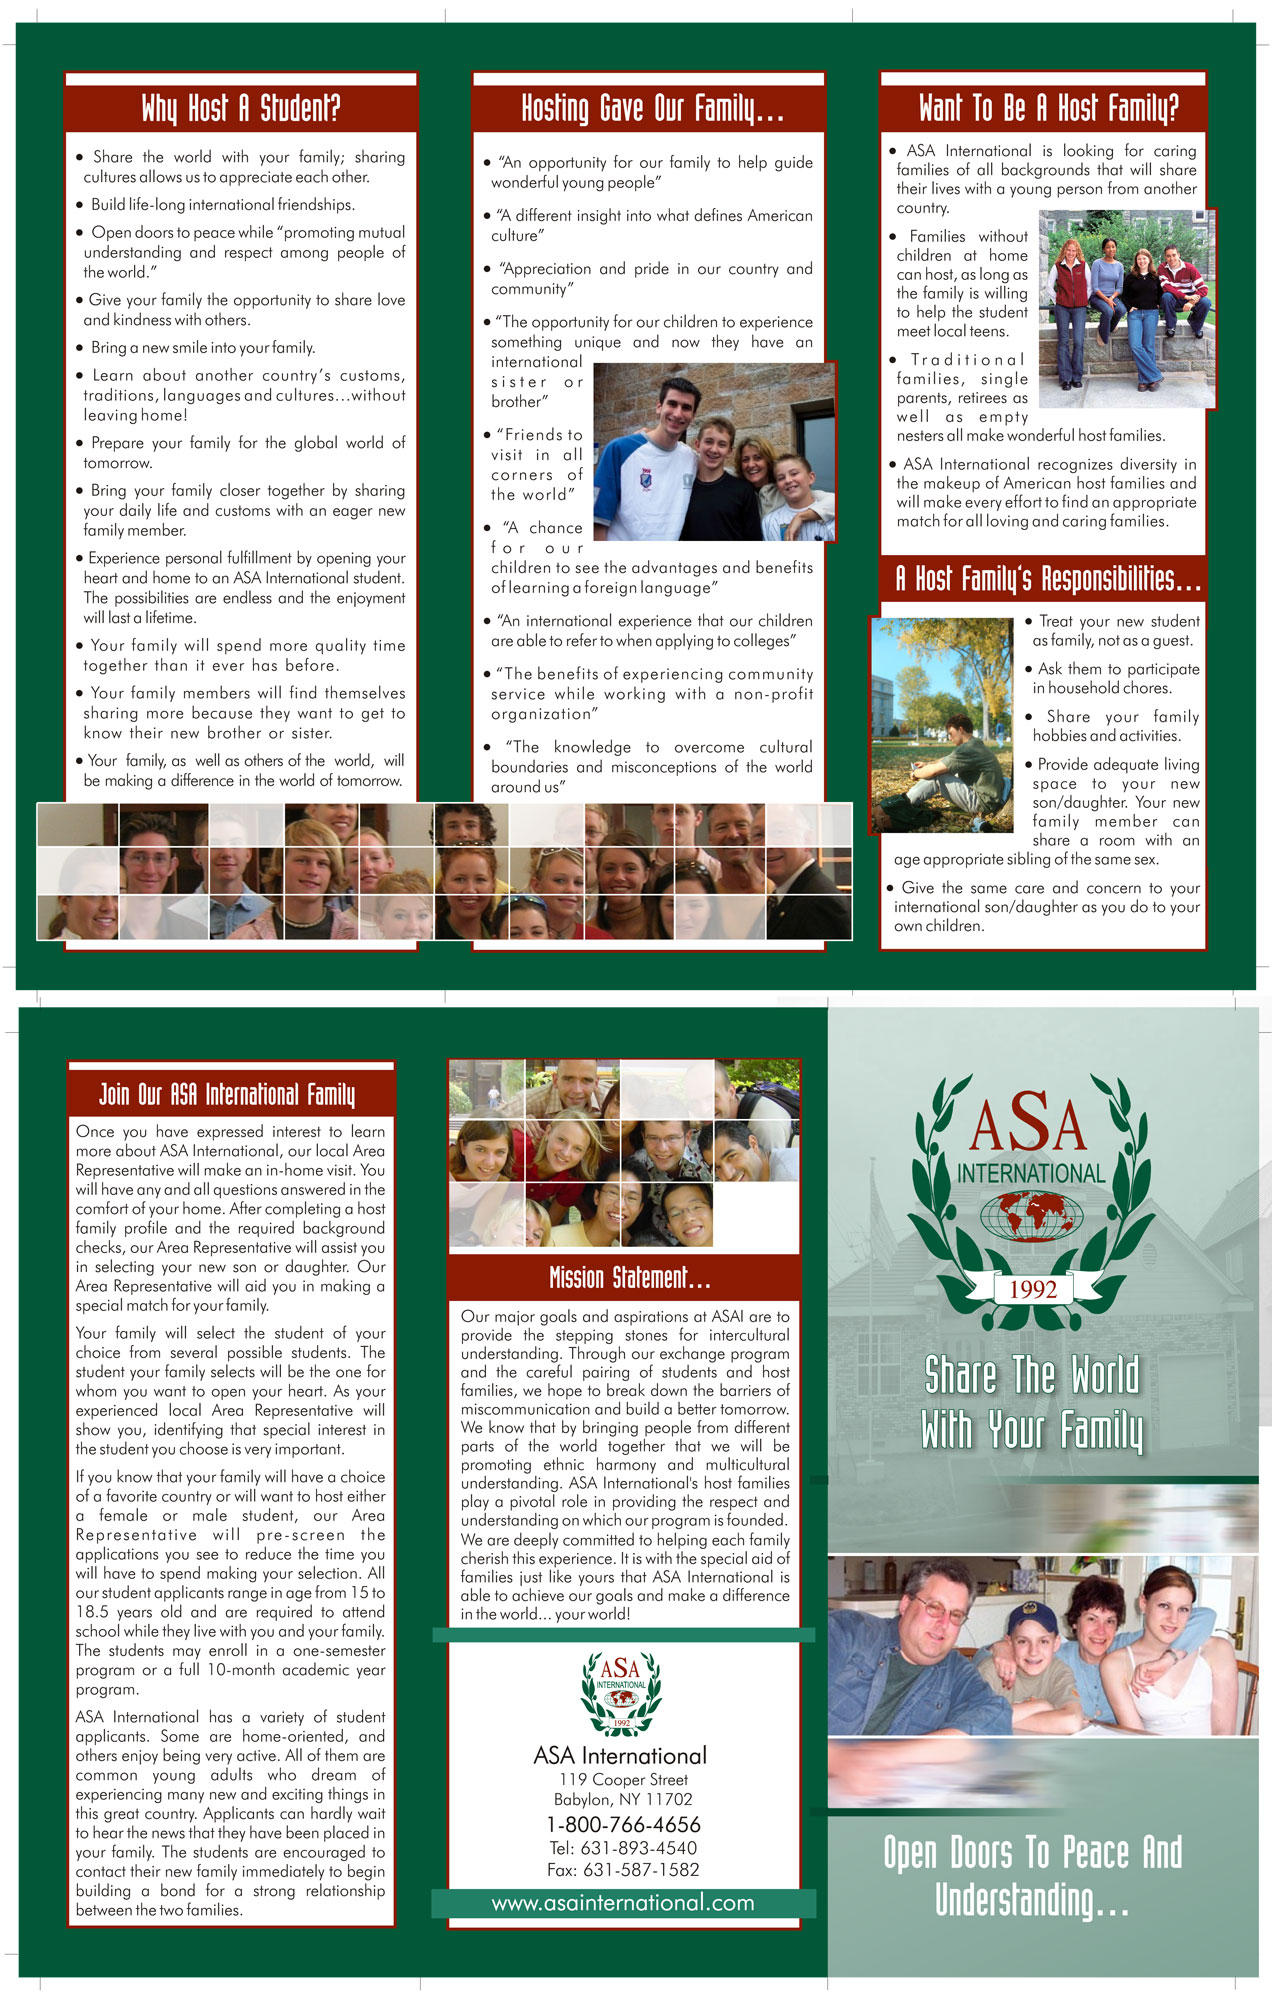 Why Host A Student?
• Share the world with your family; sharing
cultures allows us to appreciate each other.
• Build life-long international friendships.
• Open doors to peace while “promoting mutual
understanding and respect among people of
the world.”
• Give your family the opportunity to share love
and kindness with others.
• Bring a new smile into your family.
• Learn about another country’s customs,
traditions, languages and cultures...without
leaving home!
• Prepare your family for the global world of
tomorrow.
• Bring your family closer together by sharing
your daily life and customs with an eager new
family member.
• Experience personal fulfillment by opening your
heart and home to an ASA International student.
The possibilities are endless and the enjoyment
will last a lifetime.
• Your family will spend more quality time
together than it ever has before.
• Your family members will find themselves
sharing more because they want to get to
know their new brother or sister.
• Your family, as well as others of the world, will
be making a difference in the world of tomorrow.
Hosting Gave Our Family...
• “An opportunity for our family to help guide
wonderful young people”
• “A different insight into what defines American
culture”
• “Appreciation and pride in our country and
community”
• “The opportunity for our children to experience
something unique and now they have an
international
sister or
brother”
• “Friends to
visit in all
corners of
the world”
• “A chance
for our
children to see the advantages and benefits
of learning a foreign language”
• “An international experience that our children
are able to refer to when applying to colleges”
• “The benefits of experiencing community
service while working with a non-profit
organization”
• “The knowledge to overcome cultural
boundaries and misconceptions of the world
around us”
Want To Be A Host Family?
• ASA International is looking for caring
families of all backgrounds that will share
their lives with a young person from another
country.
• Families without
children at home
can host, as long as
the family is willing
to help the student
meet local teens.
• Traditional
families, single
parents, retirees as
well as empty
nesters all make wonderful host families.
• ASA International recognizes diversity in
the makeup of American host families and
will make every effort to find an appropriate
match for all loving and caring families.
A Host Family‘s Responsibilities...
• Treat your new student
as family, not as a guest.
• Ask them to participate
in household chores.
• Share your family
hobbies and activities.
• Provide adequate living
space to your new
son/daughter. Your new
family member can
share a room with an
age appropriate sibling of the same sex.
• Give the same care and concern to your
international son/daughter as you do to your
own children.
Join Our ASA International Family
Once you have expressed interest to learn
more about ASA International, our local Area
Representative will make an in-home visit. You
will have any and all questions answered in the
comfort of your home. After completing a host
family profile and the required background
checks, our Area Representative will assist you
in selecting your new son or daughter. Our
Area Representative will aid you in making a
special match for your family.
Your family will select the student of your
choice from several possible students. The
student your family selects will be the one for
whom you want to open your heart. As your
experienced local Area Representative will
show you, identifying that special interest in
the student you choose is very important.
If you know that your family will have a choice
of a favorite country or will want to host either
a female or male student, our Area
Representative will pre-screen the
applications you see to reduce the time you
will have to spend making your selection. All
our student applicants range in age from 15 to
18.5 years old and are required to attend
school while they live with you and your family.
The students may enroll in a one-semester
program or a full 10-month academic year
program.
ASA International has a variety of student
applicants. Some are home-oriented, and
others enjoy being very active. All of them are
common young adults who dream of
experiencing many new and exciting things in
this great country. Applicants can hardly wait
to hear the news that they have been placed in
your family. The students are encouraged to
contact their new family immediately to begin
building a bond for a strong relationship
between the two families.
Mission Statement...
Our major goals and aspirations at ASAI are to
provide the stepping stones for intercultural
understanding. Through our exchange program
and the careful pairing of students and host
families, we hope to break down the barriers of
miscommunication and build a better tomorrow.
We know that by bringing people from different
parts of the world together that we will be
promoting ethnic harmony and multicultural
understanding. ASA International's host families
play a pivotal role in providing the respect and
understanding on which our program is founded.
We are deeply committed to helping each family
cherish this experience. It is with the special aid of
families just like yours that ASA International is
able to achieve our goals and make a difference
in the world... your world!
ASA
INTERNATIONAL
1992
ASA International
119 Cooper Street
Babylon, NY 11702
1-800-766-4656
Tel: 631-893-4540
Fax: 631-587-1582
www.asainternational.com
ASA
INTERNATIONAL
1992
Share The World
With Your Family
Open Doors To Peace And
Understanding...